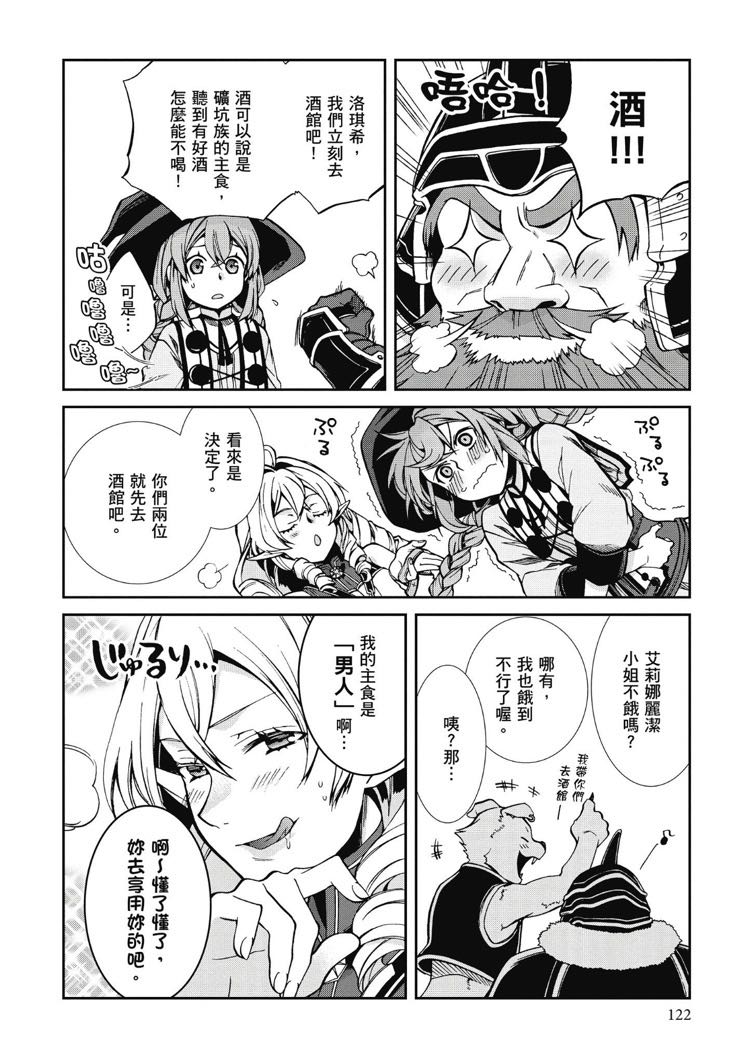 酒!!!
唔哈~!
洛琪希，
我們立刻去
酒館吧！
酒可以說是
礦坑族的主食，
聽到有好酒
怎麼能不喝！
可是…
咕
嚕
嚕
嚕
嚕
嚕~
ぷるぷるぷる
ぷる
ぷる
看來是
決定了。
你們兩位
就先去
酒館吧。
艾莉娜麗潔
小姐不餓嗎？
哪有，
我也餓到
不行了喔。
咦？那…
我帶你們
去酒館—
我的主食是
「男人」
啊…
じゅるり…
啊～懂了懂了，
妳去享用妳的吧。
122